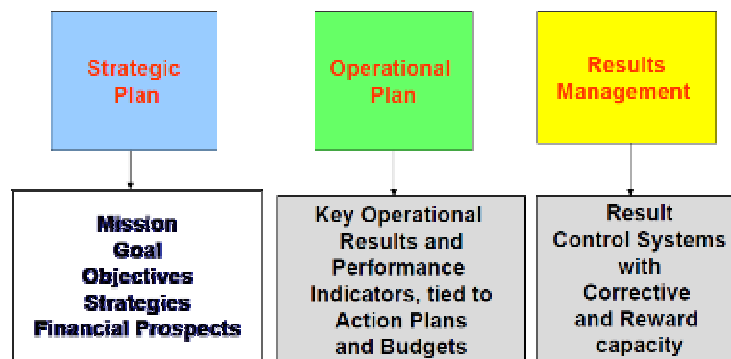 Strategic
Plan
Operational
Plan
Results
Management
Mission
Goal
Objectives
Strategies
Financial Prospects
Key Operational
Results and
Performance
Indicators, tied to
Action Plans
and Budgets
Result
Control Systems
with
Corrective
and Reward
capacity